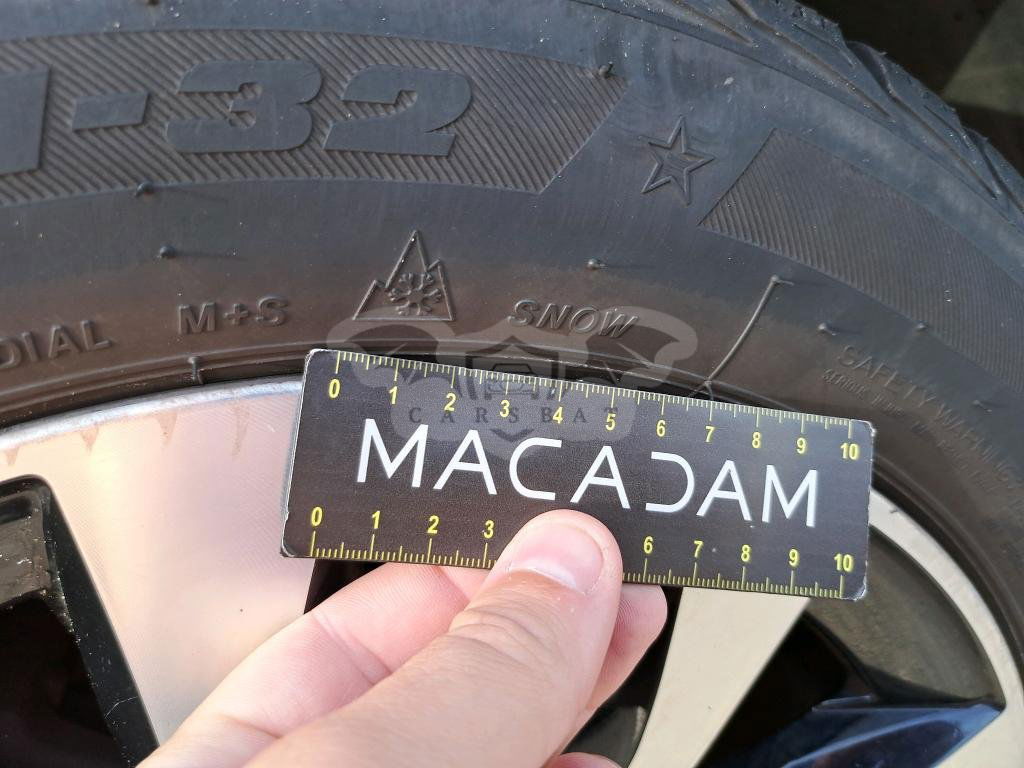 -32
DIAL M+S SNOW
SAFETY WARNING
0 1 2 3 4 5 6 7 8 9 10
CARSBAT
MACADAM
0 1 2 3 6 7 8 9 10